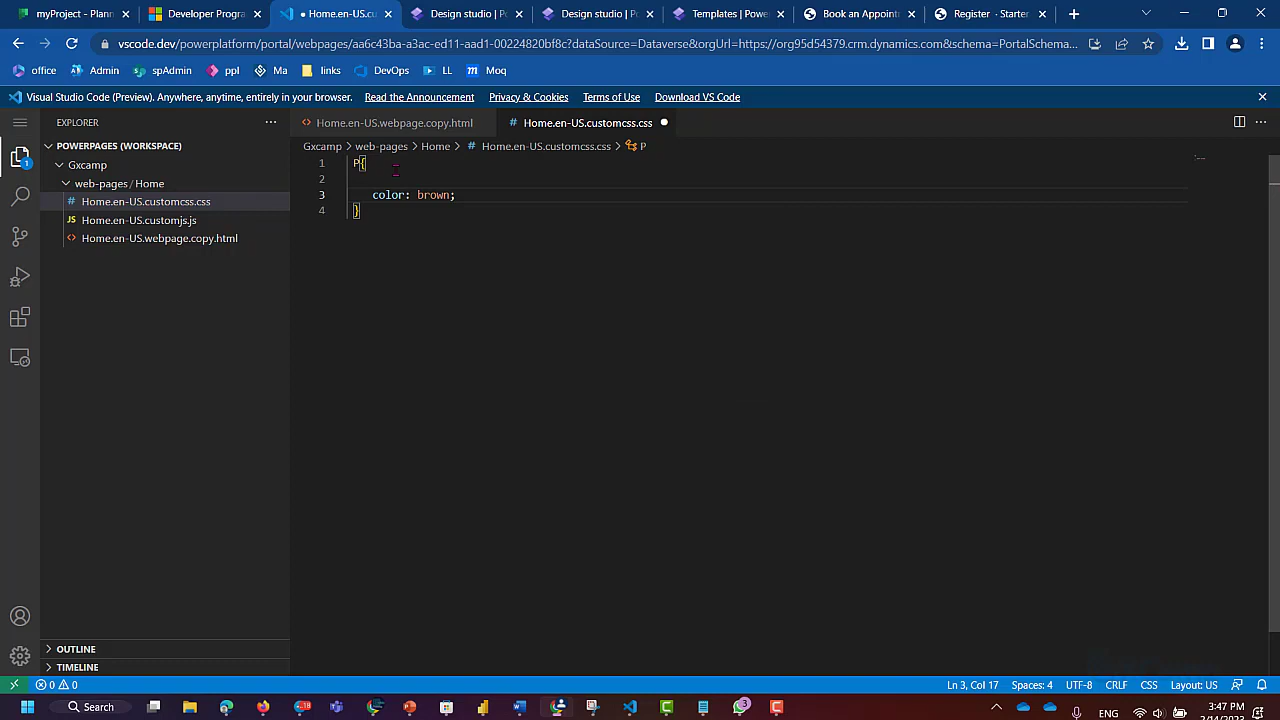 myProject - Plann
Developer Progra
● Home.en-US.cu
Design studio | Po
Design studio | Po
Templates | Powe
Book an Appoint
Register · Starter
vscode.dev/powerplatform/portal/webpages/aa6c43ba-a3ac-ed11-aad1-00224820bf8c?dataSource=Dataverse&orgUrl=https://org95d54379.crm.dynamics.com&schema=PortalSchema...
office
Admin
spAdmin
ppl
Ma
links
DevOps
LL
Moq
Visual Studio Code (Preview). Anywhere, anytime, entirely in your browser. Read the Announcement Privacy & Cookies Terms of Use Download VS Code
EXPLORER
Home.en-US.webpage.copy.html
Home.en-US.customcss.css
POWERPAGES (WORKSPACE)
Gxcamp > web-pages > Home > # Home.en-US.customcss.css > P
Gxcamp
web-pages / Home
# Home.en-US.customcss.css
JS Home.en-US.customjs.js
Home.en-US.webpage.copy.html
1 P{
2
3 color: brown;
4 }
OUTLINE
TIMELINE
0 0
Ln 3, Col 17 Spaces: 4 UTF-8 CRLF CSS Layout: US
Search
ENG
3:47 PM
2/14/2023